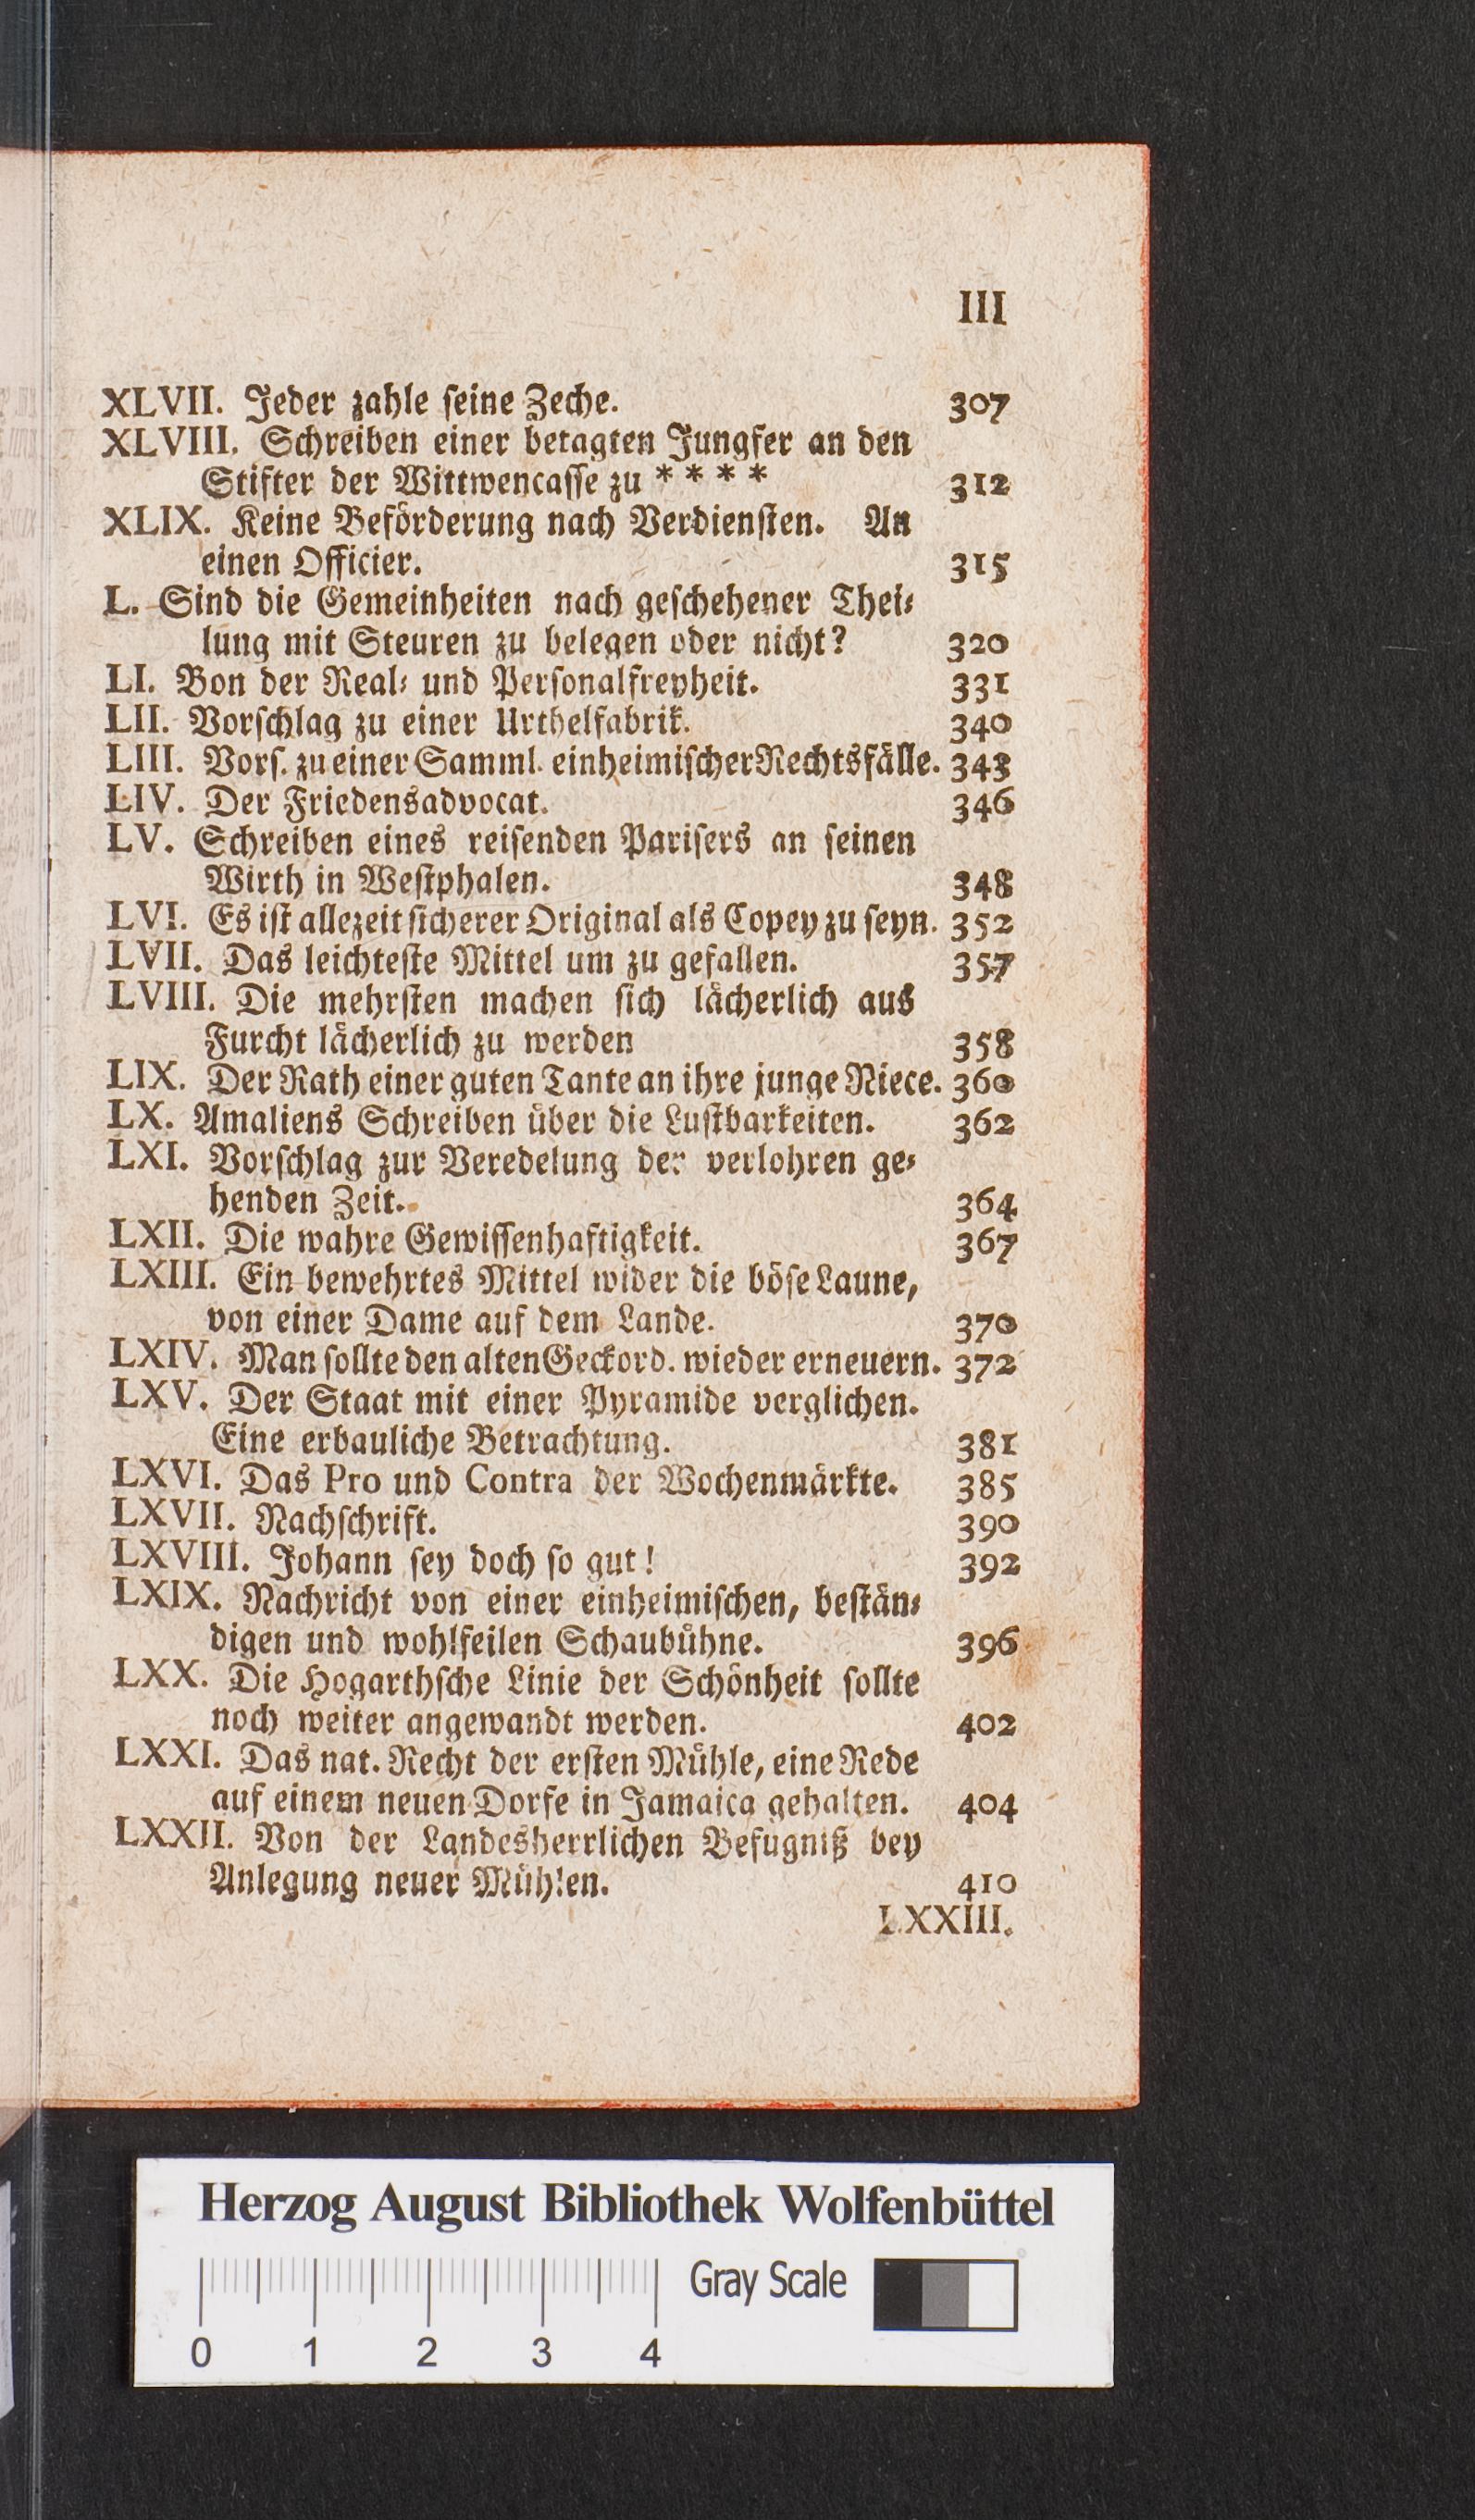 III
XLVII. Jeder zahle ſeine Zeche. 307
XLVIII. Schreiben einer betagten Jungfer an den
Stifter der Wittwencaſſe zu * * * * 312
XLIX. Keine Beförderung nach Verdienſten. An
einen Officier. 315
L. Sind die Gemeinheiten nach geſchehener Thei⸗
lung mit Steuren zu belegen oder nicht? 320
LI. Von der Real⸗ und Perſonalfreyheit. 331
LII. Vorſchlag zu einer Urthelfabrik. 340
LIII. Vorſ. zu einer Samml. einheimiſcher Rechtsfälle. 343
LIV. Der Friedensadvocat. 346
LV. Schreiben eines reiſenden Pariſers an ſeinen
Wirth in Weſtphalen. 348
LVI. Es iſt allezeit ſicherer Original als Copey zu ſeyn. 352
LVII. Das leichteſte Mittel um zu gefallen. 357
LVIII. Die mehrſten machen ſich lächerlich aus
Furcht lächerlich zu werden 358
LIX. Der Rath einer guten Tante an ihre junge Niece. 360
LX. Amaliens Schreiben über die Luſtbarkeiten. 362
LXI. Vorſchlag zur Veredelung der verlohren ge⸗
henden Zeit. 364
LXII. Die wahre Gewiſſenhaftigkeit. 367
LXIII. Ein bewehrtes Mittel wider die böſe Laune,
von einer Dame auf dem Lande. 370
LXIV. Man ſollte den alten Geckord. wieder erneuern. 372
LXV. Der Staat mit einer Pyramide verglichen.
Eine erbauliche Betrachtung. 381
LXVI. Das Pro und Contra der Wochenmärkte. 385
LXVII. Nachſchrift. 390
LXVIII. Johann ſey doch ſo gut! 392
LXIX. Nachricht von einer einheimiſchen, beſtän⸗
digen und wohlfeilen Schaubühne. 396
LXX. Die Hogarthſche Linie der Schönheit ſollte
noch weiter angewandt werden. 402
LXXI. Das nat. Recht der erſten Mühle, eine Rede
auf einem neuen Dorfe in Jamaica gehalten. 404
LXXII. Von der Landesherrlichen Befugniß bey
Anlegung neuer Mühlen. 410
LXXIII.
Herzog August Bibliothek Wolfenbüttel
Gray Scale
0 1 2 3 4